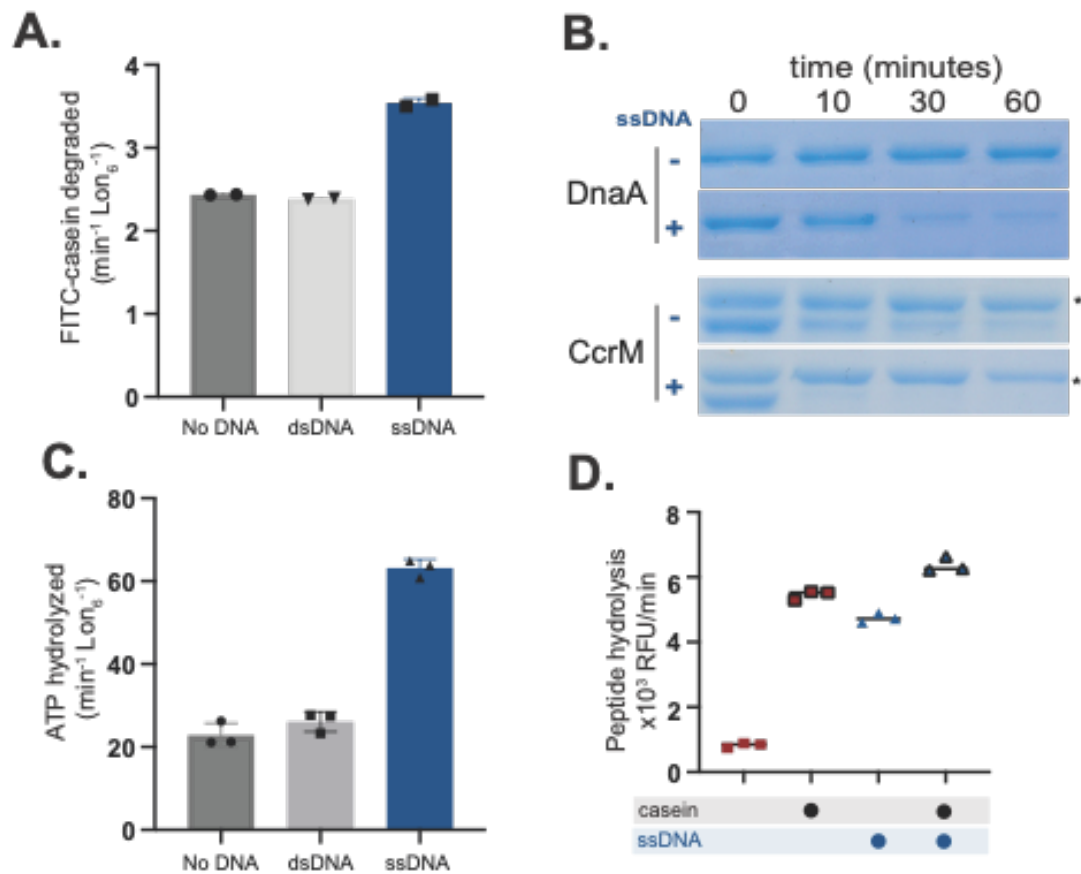 A.
FITC-casein degraded
(min⁻¹ Lon₆⁻¹)
4
3
2
1
0
No DNA dsDNA ssDNA
B.
time (minutes)
0 10 30 60
ssDNA
DnaA
-
+
CcrM
-
+
*
*
C.
ATP hydrolyzed
(min⁻¹ Lon₆⁻¹)
80
60
40
20
0
No DNA dsDNA ssDNA
D.
Peptide hydrolysis
x10³ RFU/min
8
6
4
2
0
casein
ssDNA